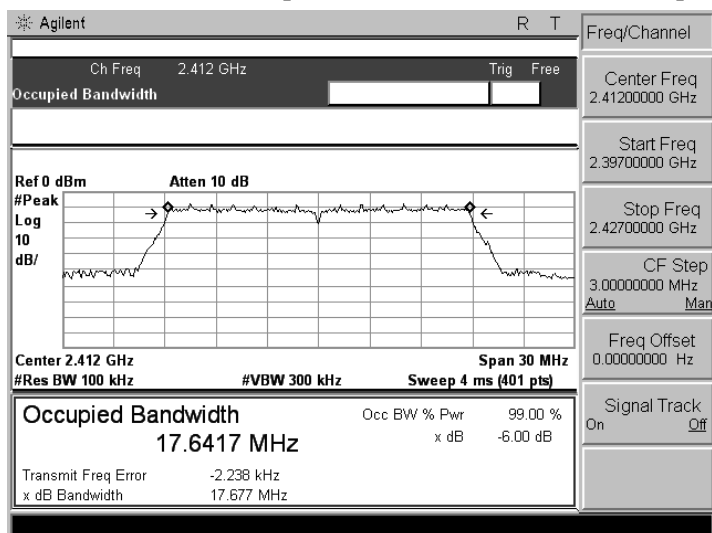 Agilent R T
Ch Freq 2.412 GHz Trig Free
Occupied Bandwidth
Ref 0 dBm Atten 10 dB
#Peak
Log
10
dB/
Center 2.412 GHz Span 30 MHz
#Res BW 100 kHz #VBW 300 kHz Sweep 4 ms (401 pts)
Occupied Bandwidth
17.6417 MHz
Occ BW % Pwr 99.00 %
x dB -6.00 dB
Transmit Freq Error -2.238 kHz
x dB Bandwidth 17.677 MHz
Freq/Channel
Center Freq
2.41200000 GHz
Start Freq
2.39700000 GHz
Stop Freq
2.42700000 GHz
CF Step
3.00000000 MHz
Auto Man
Freq Offset
0.00000000 Hz
Signal Track
On Off